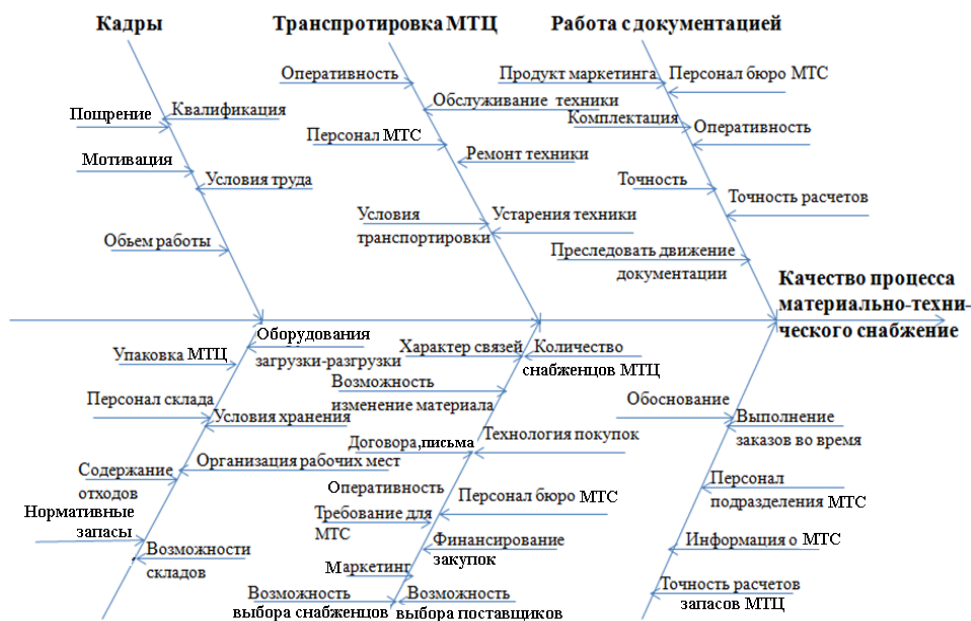 Кадры
Транспротировка МТЦ
Работа с документацией
Оперативность
Продукт маркетинга
Персонал бюро МТС
Пощрение
Квалификация
Обслуживание техники
Комплектация
Оперативность
Персонал МТС
Мотивация
Ремонт техники
Условия труда
Точность
Точность расчетов
Условия
транспортировки
Устарения техники
Обьем работы
Преследовать движение
документации
Качество процесса
материально-техни-
ческого снабжение
Оборудования
загрузки-разгрузки
Упаковка МТЦ
Характер связей
Количество
снабженцов МТЦ
Возможность
изменение материала
Персонал склада
Условия хранения
Обоснование
Выполнение
заказов во время
Договора,письма
Технология покупок
Содержание
отходов
Организация рабочих мест
Оперативность
Персонал бюро МТС
Персонал
подразделения МТС
Нормативные
запасы
Требование для
МТС
Возможности
складов
Финансирование
закупок
Информация о МТС
Маркетинг
Точность расчетов
запасов МТЦ
Возможность
выбора снабженцов
Возможность
выбора поставщиков